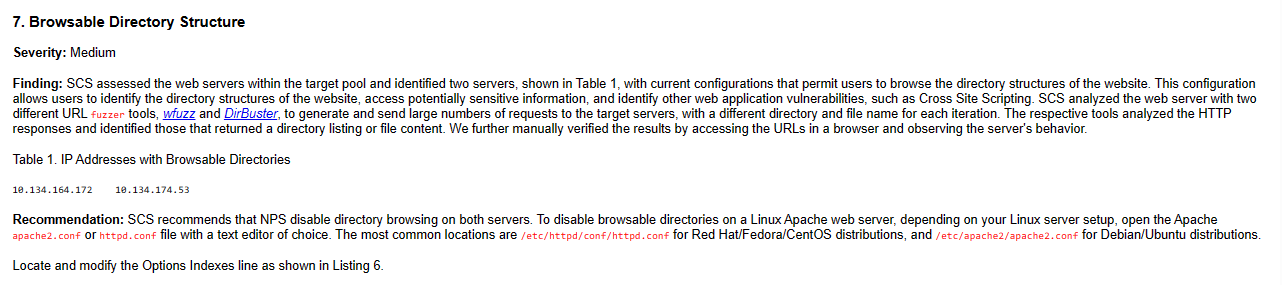 7. Browsable Directory Structure
Severity: Medium
Finding: SCS assessed the web servers within the target pool and identified two servers, shown in Table 1, with current configurations that permit users to browse the directory structures of the website. This configuration
allows users to identify the directory structures of the website, access potentially sensitive information, and identify other web application vulnerabilities, such as Cross Site Scripting. SCS analyzed the web server with two
different URL fuzzer tools, wfuzz and DirBuster, to generate and send large numbers of requests to the target servers, with a different directory and file name for each iteration. The respective tools analyzed the HTTP
responses and identified those that returned a directory listing or file content. We further manually verified the results by accessing the URLs in a browser and observing the server's behavior.
Table 1. IP Addresses with Browsable Directories
10.134.164.172 10.134.174.53
Recommendation: SCS recommends that NPS disable directory browsing on both servers. To disable browsable directories on a Linux Apache web server, depending on your Linux server setup, open the Apache
apache2.conf or httpd.conf file with a text editor of choice. The most common locations are /etc/httpd/conf/httpd.conf for Red Hat/Fedora/CentOS distributions, and /etc/apache2/apache2.conf for Debian/Ubuntu distributions.
Locate and modify the Options Indexes line as shown in Listing 6.